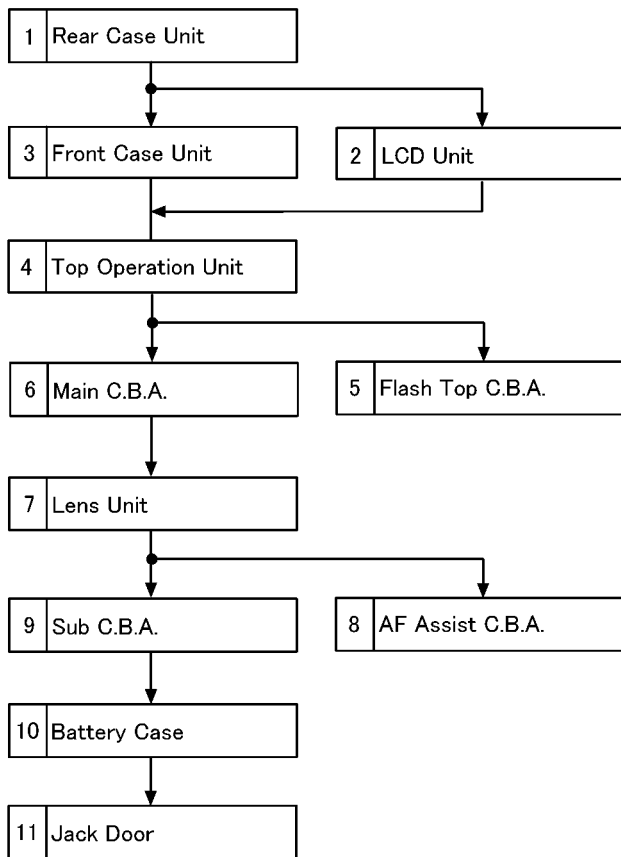 1 Rear Case Unit
3 Front Case Unit
2 LCD Unit
4 Top Operation Unit
6 Main C.B.A.
5 Flash Top C.B.A.
7 Lens Unit
9 Sub C.B.A.
8 AF Assist C.B.A.
10 Battery Case
11 Jack Door